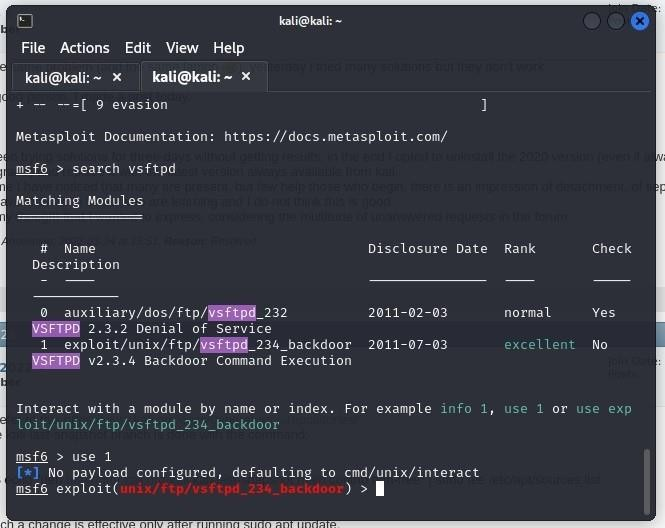 kali@kali: ~
File Actions Edit View Help
kali@kali: ~ × kali@kali: ~ ×
+ -- --=[ 9 evasion ]
Metasploit Documentation: https://docs.metasploit.com/
msf6 > search vsftpd
Matching Modules
================
# Name Disclosure Date Rank Check
Description
- ---- --------------- ---- -----
-----------
0 auxiliary/dos/ftp/vsftpd_232 2011-02-03 normal Yes
VSFTPD 2.3.2 Denial of Service
1 exploit/unix/ftp/vsftpd_234_backdoor 2011-07-03 excellent No
VSFTPD v2.3.4 Backdoor Command Execution
Interact with a module by name or index. For example info 1, use 1 or use exp
loit/unix/ftp/vsftpd_234_backdoor
msf6 > use 1
[*] No payload configured, defaulting to cmd/unix/interact
msf6 exploit(unix/ftp/vsftpd_234_backdoor) >
ch a change is effective only after running sudo apt update.